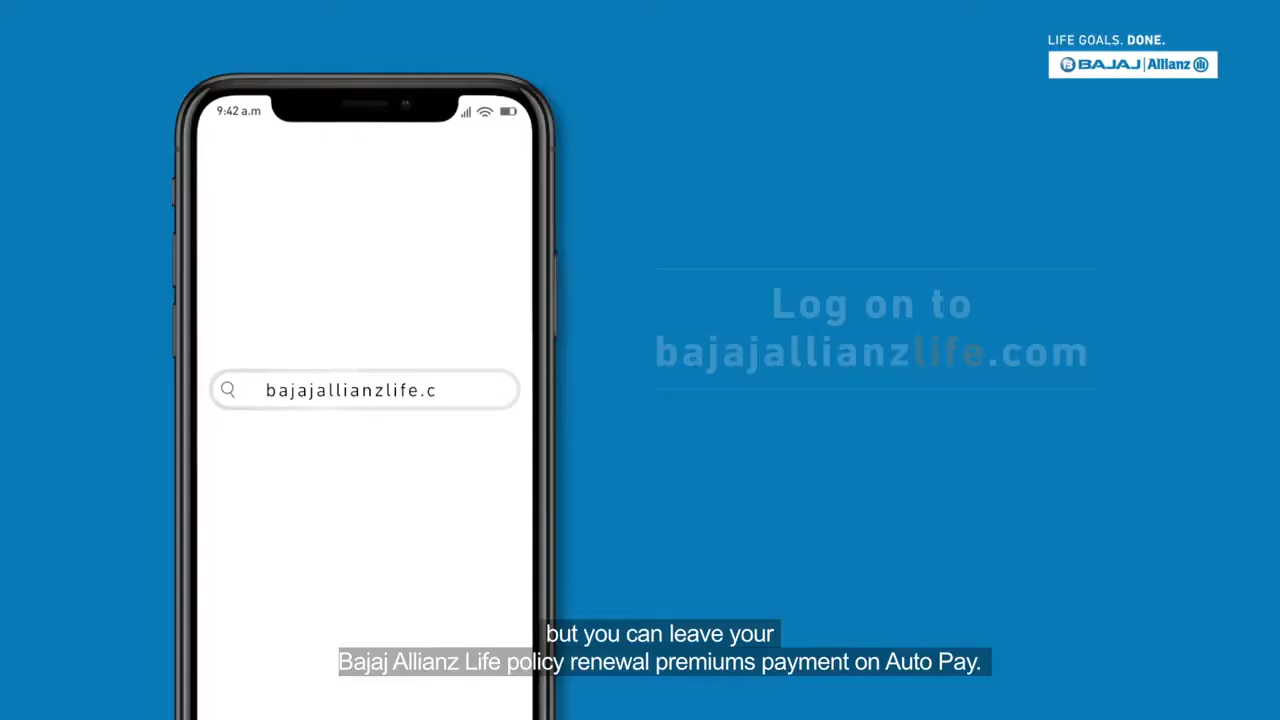 LIFE GOALS. DONE.
BAJAJ | Allianz
9:42 a.m
Log on to
bajajallianzlife.com
bajajallianzlife.c
but you can leave your
Bajaj Allianz Life policy renewal premiums payment on Auto Pay.